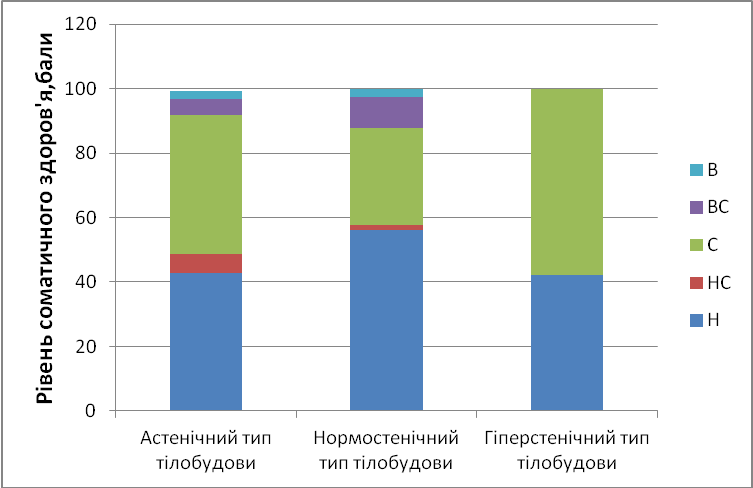 120
100
80
60
40
20
0
Рівень соматичного здоров'я,бали
Астенічний тип
тілобудови
Нормостенічний
тип тілобудови
Гіперстенічний тип
тілобудови
В
ВС
С
НС
Н